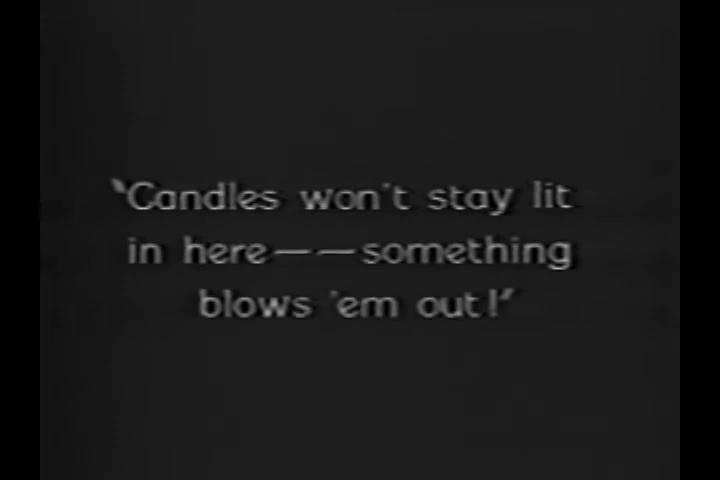 "Candles won't stay lit
in here——something
blows 'em out!"